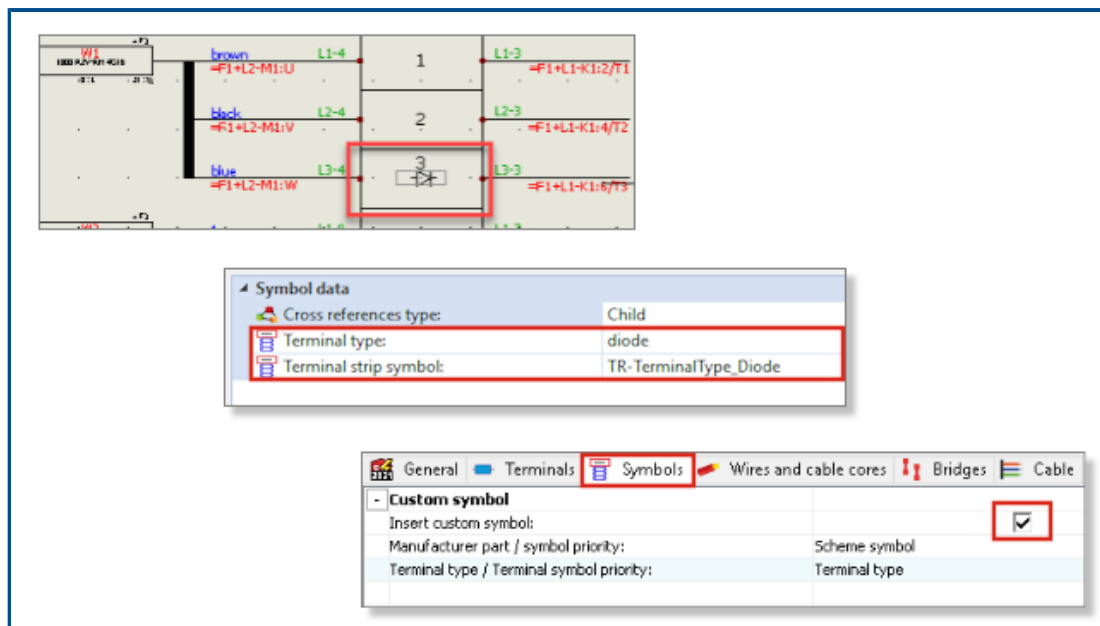 W1
brown L1-4 1 L1-3
=F1+L2-M1:U =F1+L1-K1:2/T1
black L2-4 2 L2-3
=F1+L2-M1:V =F1+L1-K1:4/T2
blue L3-4 3 L3-3
=F1+L2-M1:W =F1+L1-K1:6/T3
Symbol data
Cross references type: Child
Terminal type: diode
Terminal strip symbol: TR-TerminalType_Diode
General Terminals Symbols Wires and cable cores Bridges Cable
- Custom symbol
Insert custom symbol:
Manufacturer part / symbol priority: Scheme symbol
Terminal type / Terminal symbol priority: Terminal type